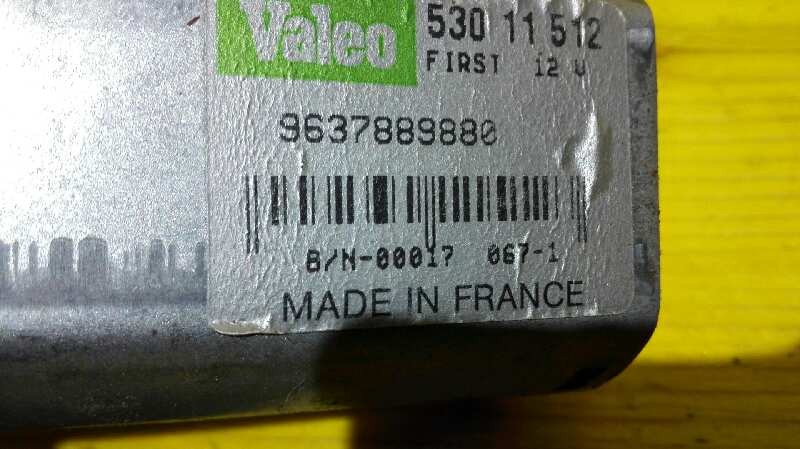 Valeo
530 11 512
FIRST 12 V
9637889880
B/N-00017 067-1
MADE IN FRANCE